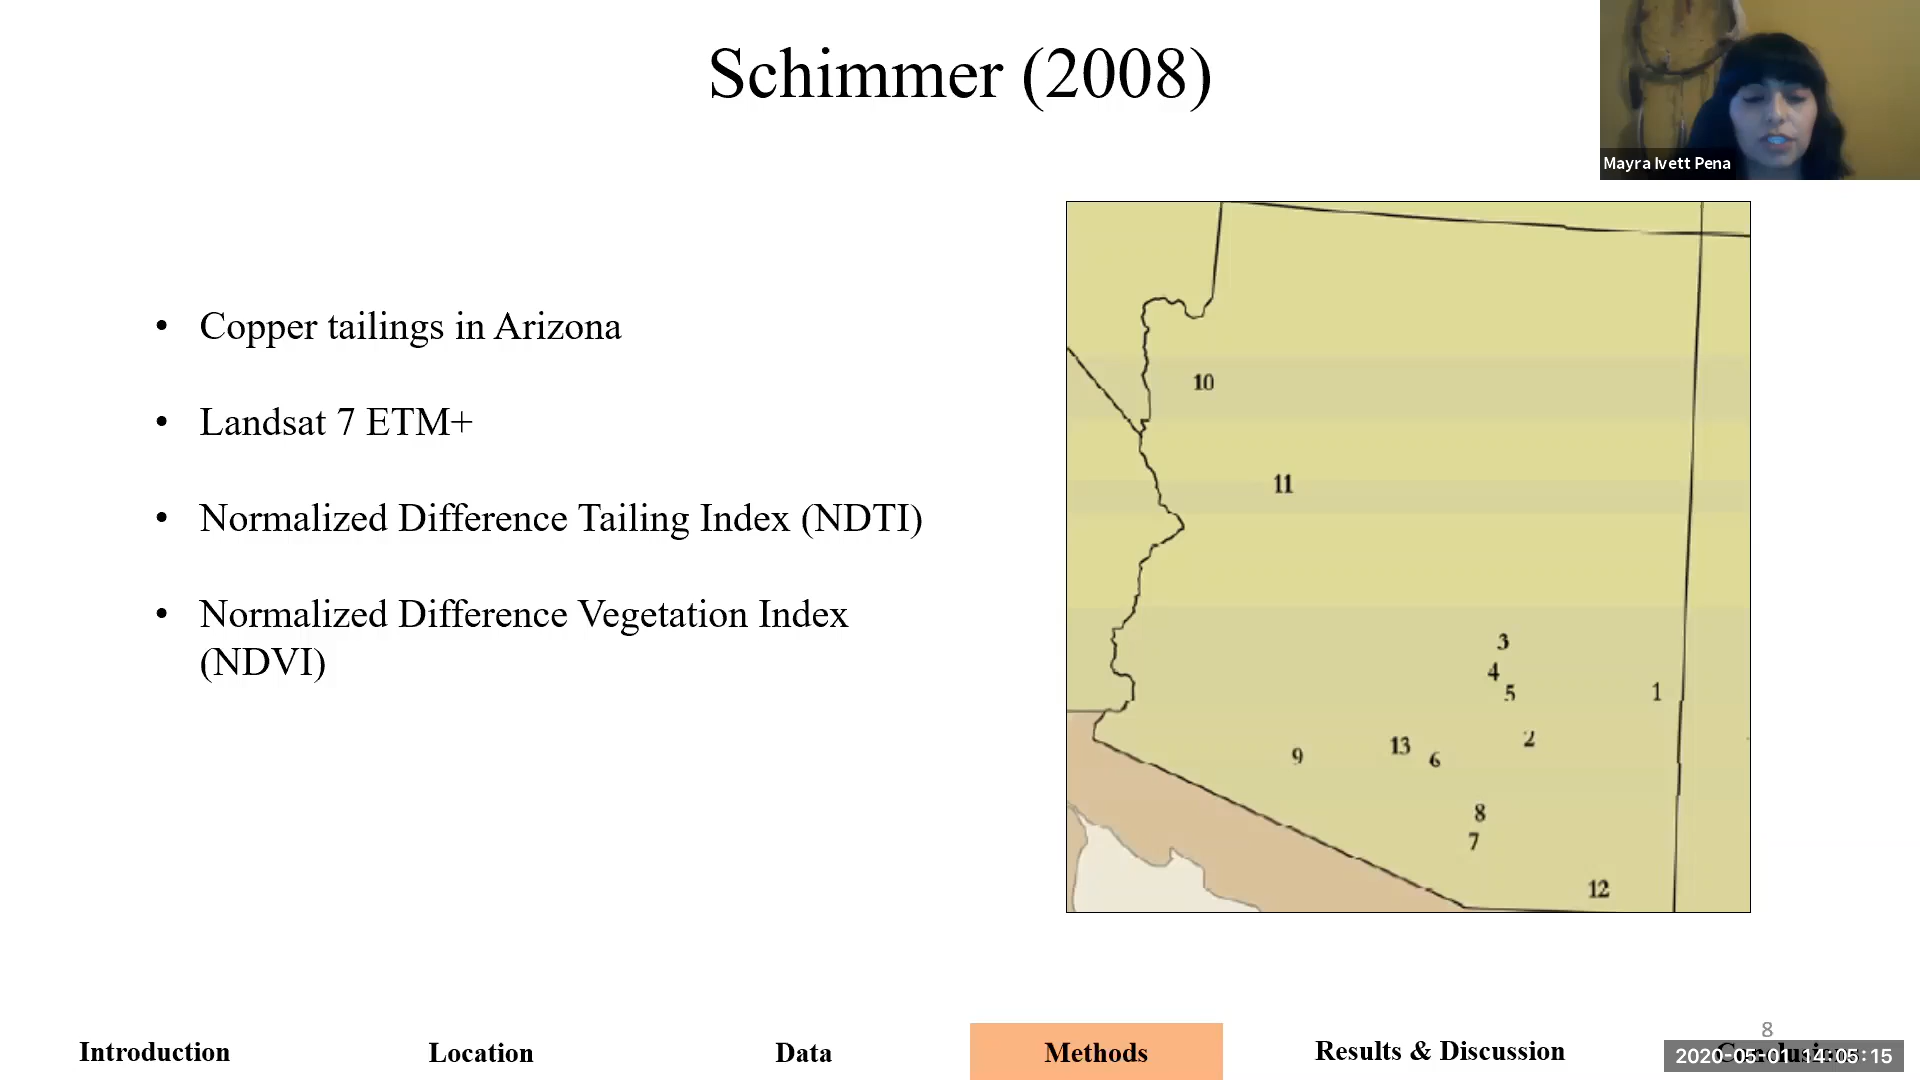 Schimmer (2008)
Mayra Ivett Pena
• Copper tailings in Arizona
• Landsat 7 ETM+
• Normalized Difference Tailing Index (NDTI)
• Normalized Difference Vegetation Index
(NDVI)
10
11
3
4
5
1
2
13
6
9
8
7
12
8
Introduction
Location
Data
Methods
Results & Discussion
2020-05-01 14:05:15